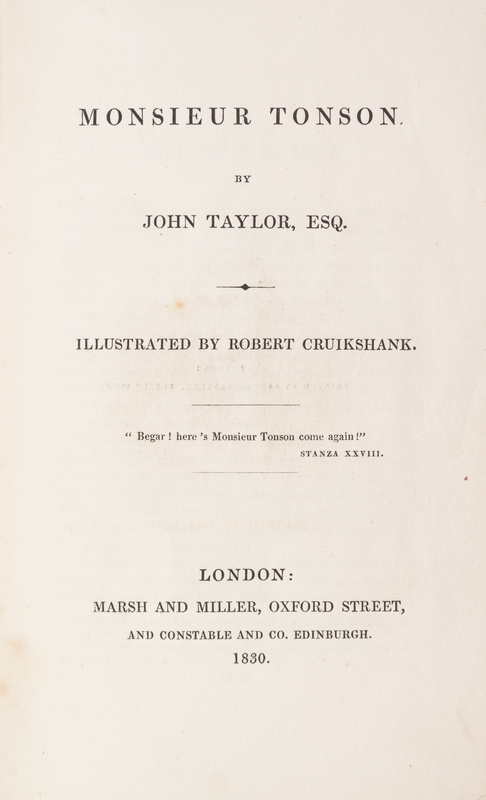 MONSIEUR TONSON.
BY
JOHN TAYLOR, ESQ.
ILLUSTRATED BY ROBERT CRUIKSHANK.
“ Begar ! here 's Monsieur Tonson come again !”
STANZA XXVIII.
LONDON:
MARSH AND MILLER, OXFORD STREET,
AND CONSTABLE AND CO. EDINBURGH.
1830.